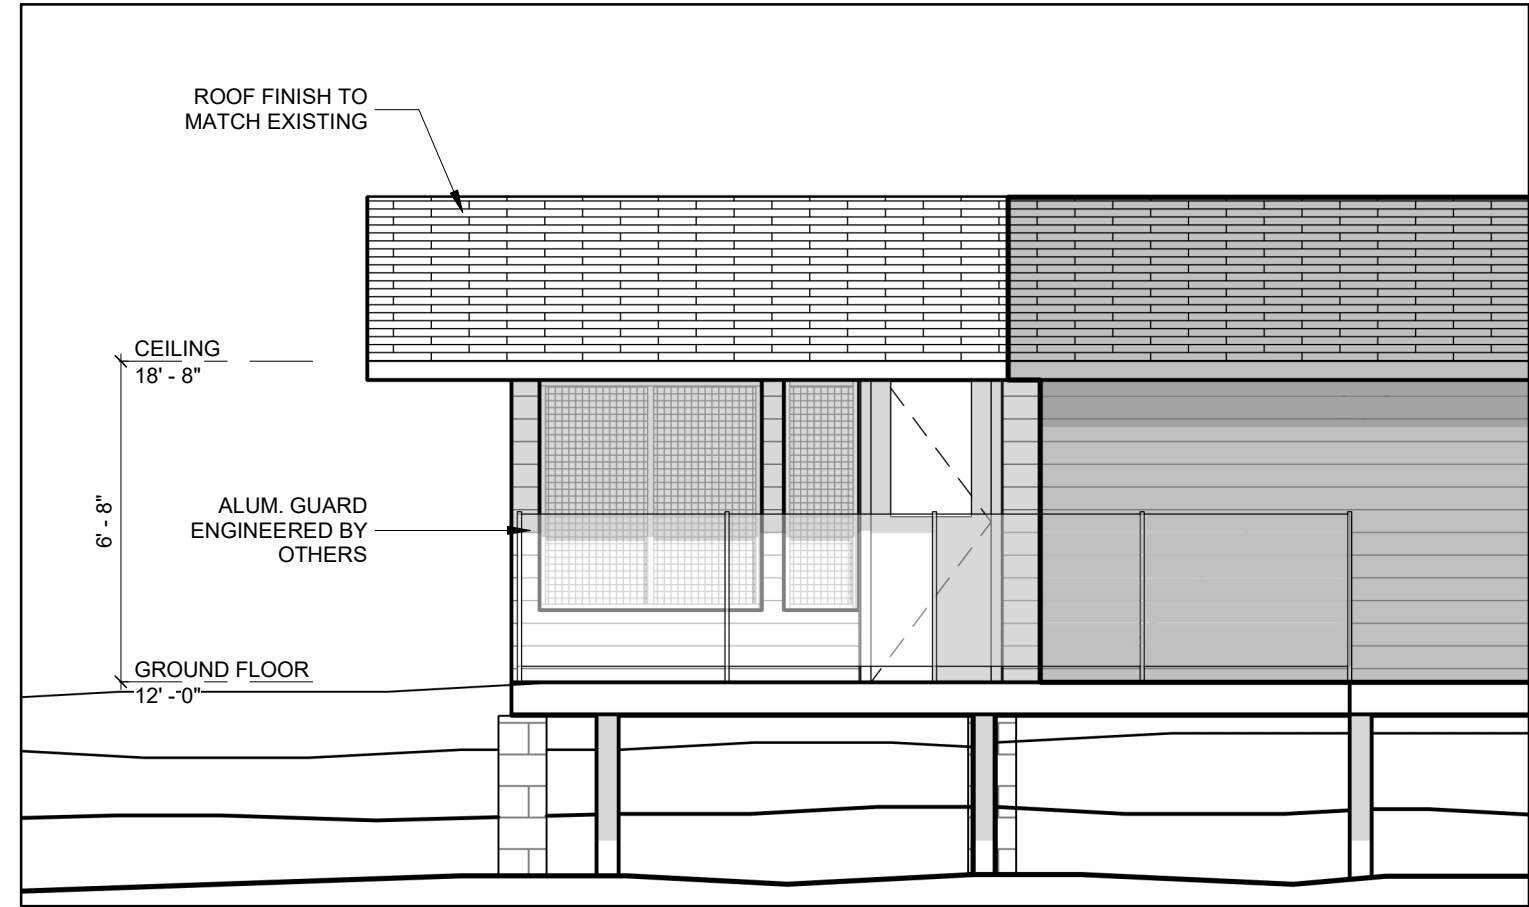 ROOF FINISH TO
MATCH EXISTING
CEILING
18' - 8"
6' - 8"
ALUM. GUARD
ENGINEERED BY
OTHERS
GROUND FLOOR
12' - 0"